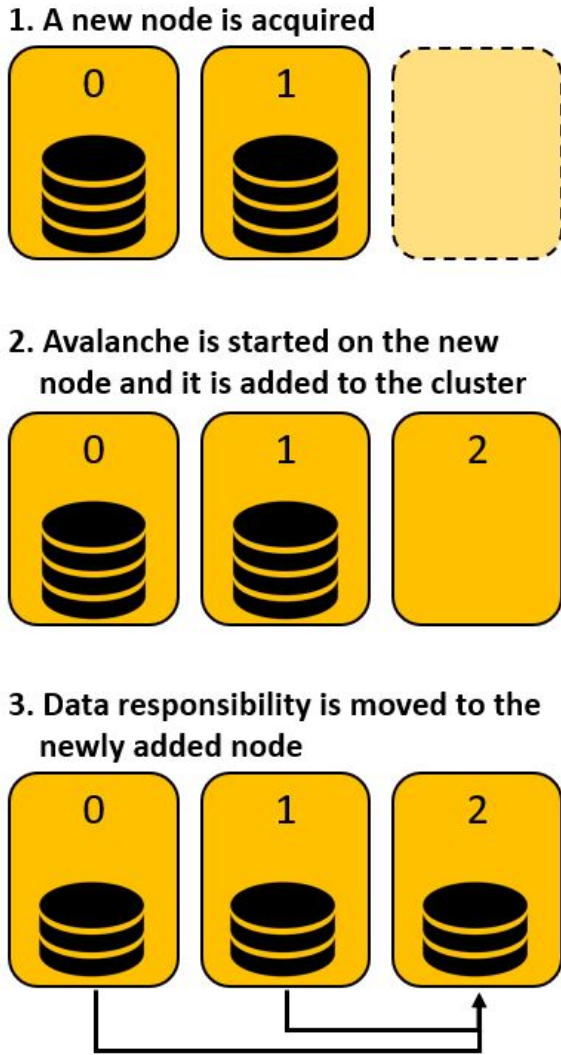 1. A new node is acquired
0 1
2. Avalanche is started on the new
node and it is added to the cluster
0 1 2
3. Data responsibility is moved to the
newly added node
0 1 2